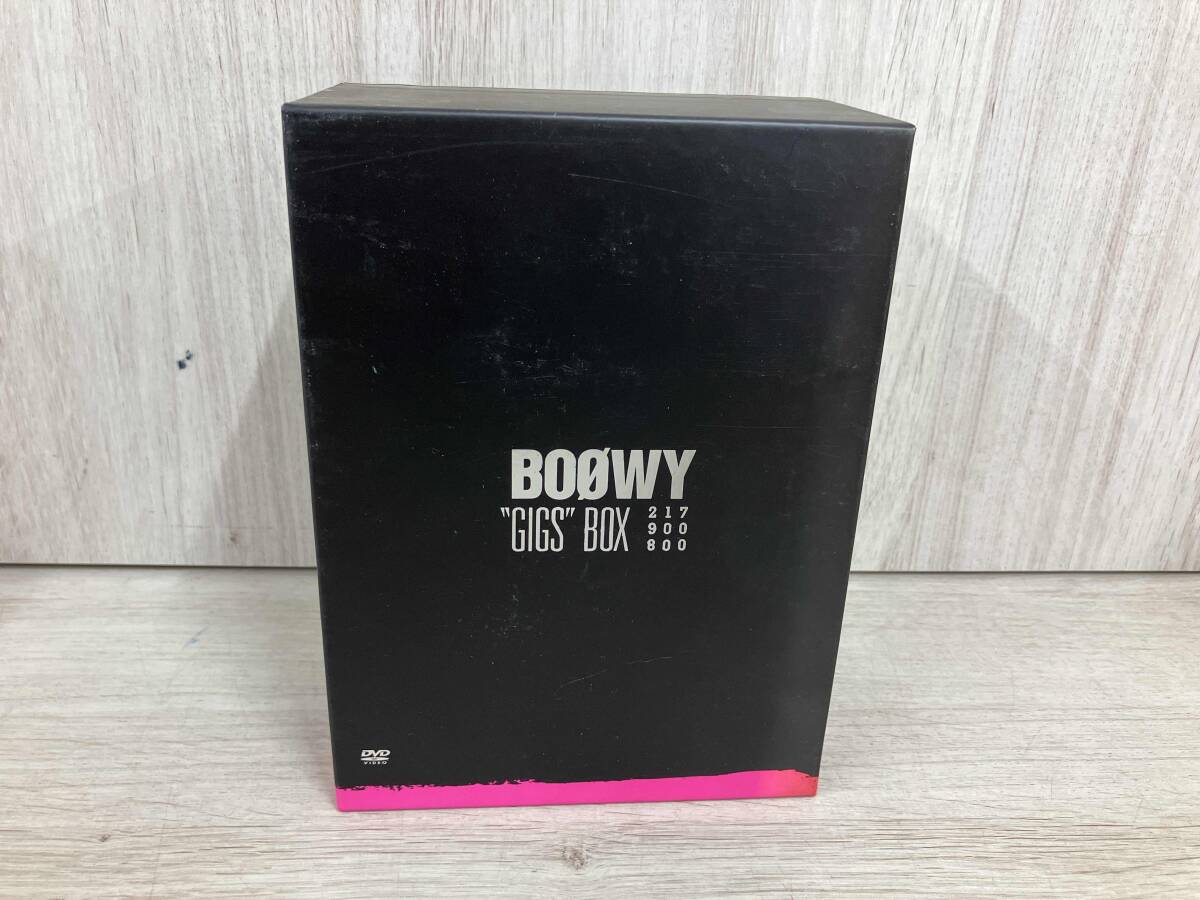 BOØWY
"GIGS" BOX
217
900
800
DVD
VIDEO